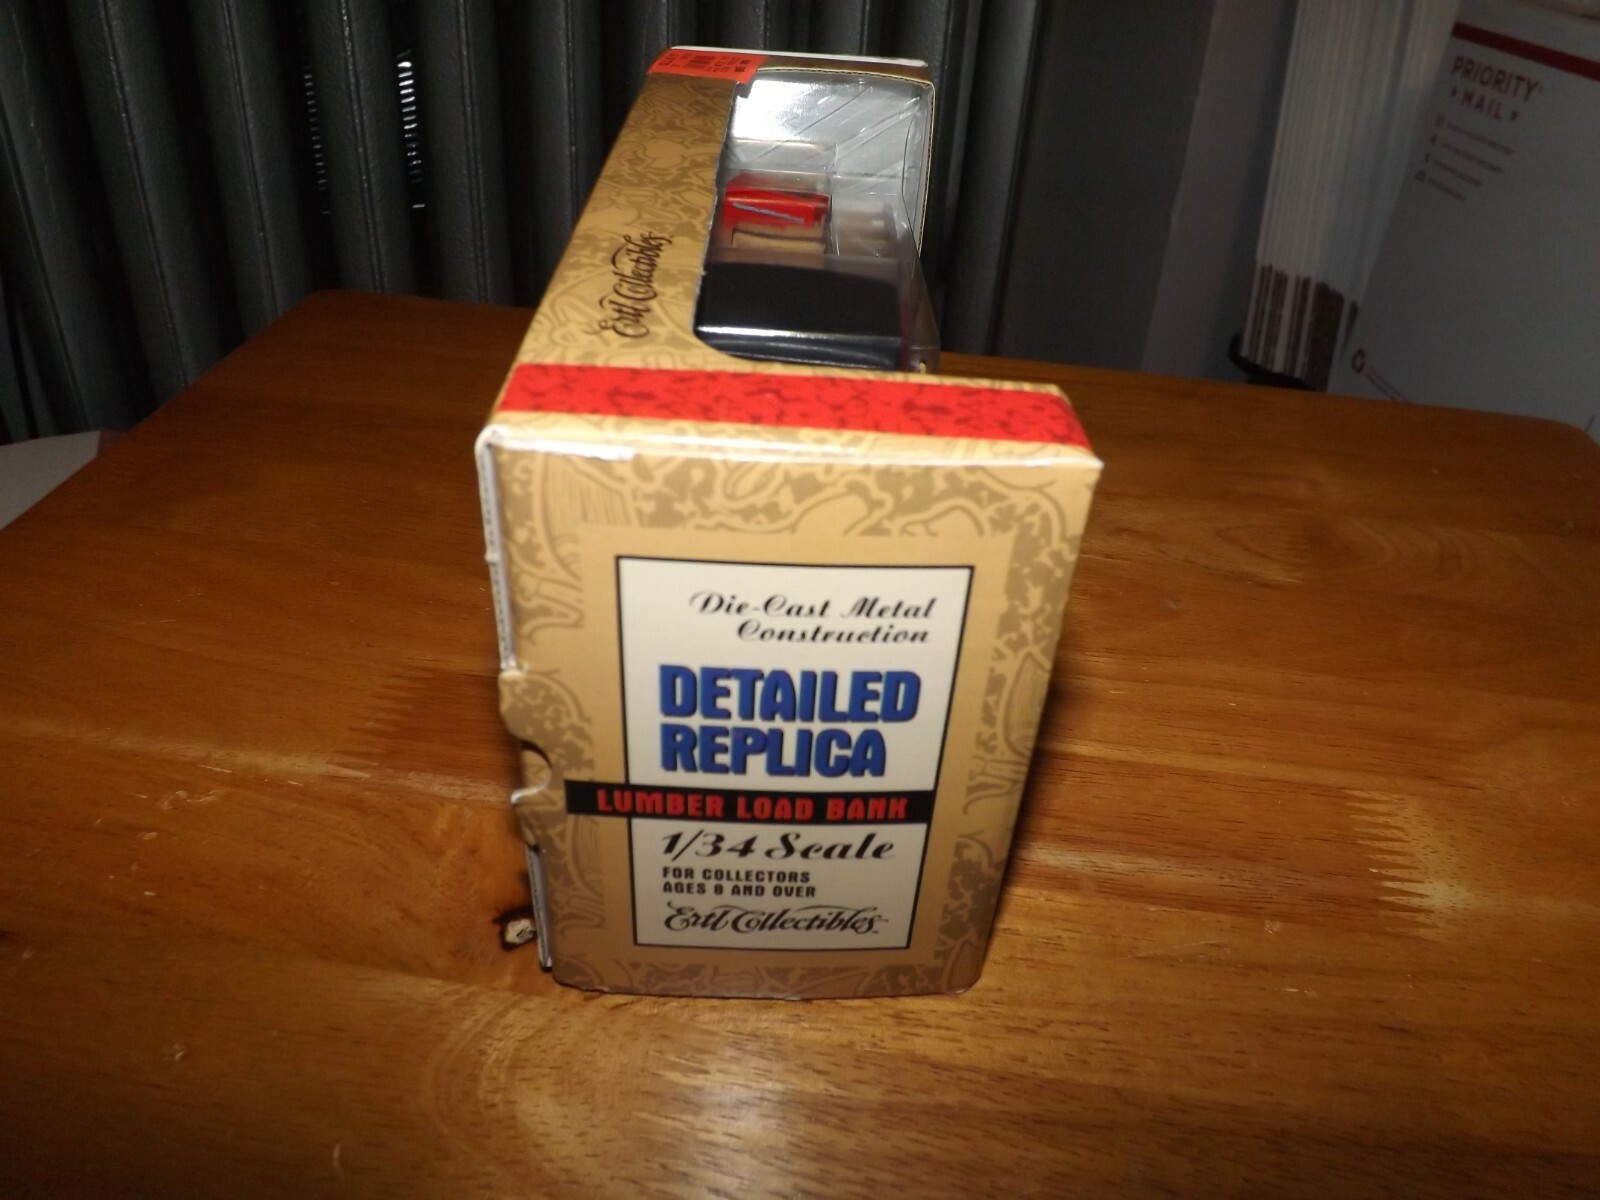 PRIORITY
MAIL
Ertl Collectibles
Die-Cast Metal
Construction
DETAILED
REPLICA
LUMBER LOAD BANK
1/34 Scale
FOR COLLECTORS
AGES 8 AND OVER
Ertl Collectibles